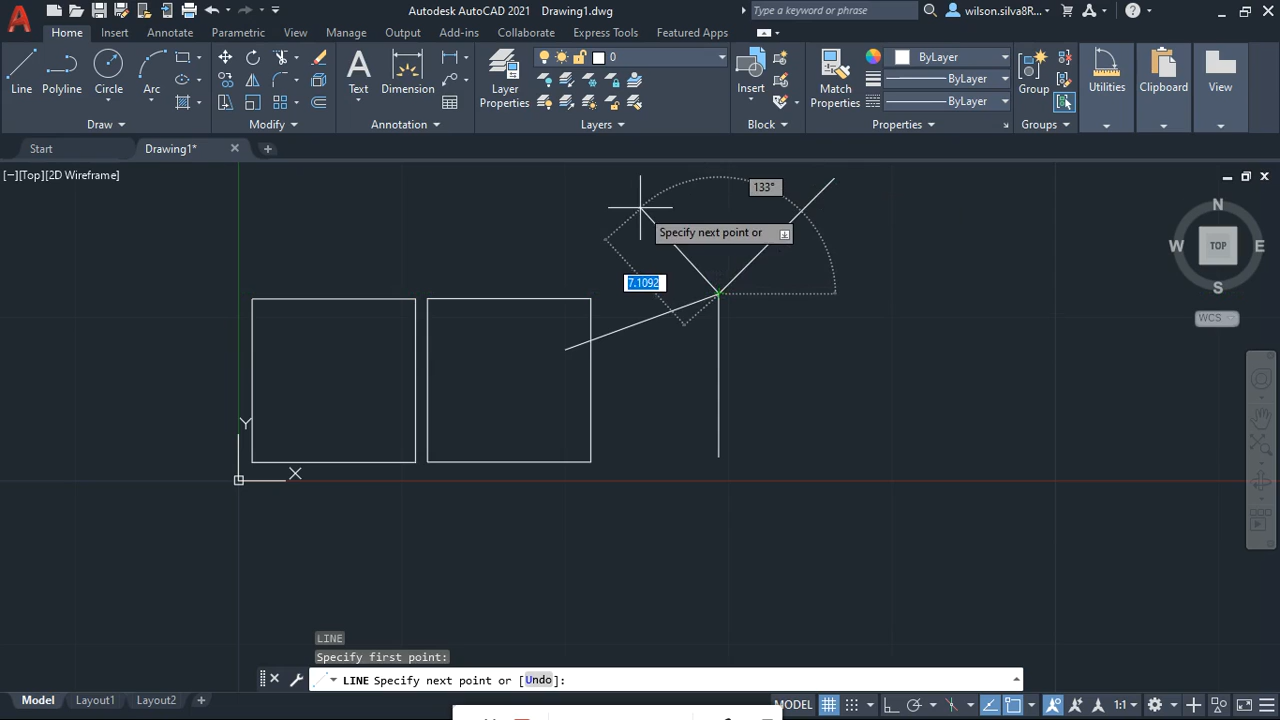 Autodesk AutoCAD 2021 Drawing1.dwg
Type a keyword or phrase
wilson.silva8R...
Home Insert Annotate Parametric View Manage Output Add-ins Collaborate Express Tools Featured Apps
Line Polyline Circle Arc
Text Dimension
Layer Properties
0
Insert
Match Properties
ByLayer
ByLayer
ByLayer
Group
Utilities
Clipboard
View
Draw Modify Annotation Layers Block Properties Groups
Start Drawing1*
[−][Top][2D Wireframe]
133°
Specify next point or
7.1092
N
W TOP E
S
WCS
Y
X
LINE
Specify first point:
LINE Specify next point or [Undo]:
Model Layout1 Layout2 +
MODEL 1:1